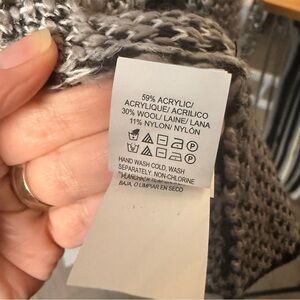 59% ACRYLIC/
ACRYLIQUE/ ACRILICO
30% WOOL/ LAINE/ LANA
11% NYLON/ NYLÓN
P
P
HAND WASH COLD, WASH
SEPARATELY. NON-CHLORINE
BAJA, O LIMPIAR EN SECO